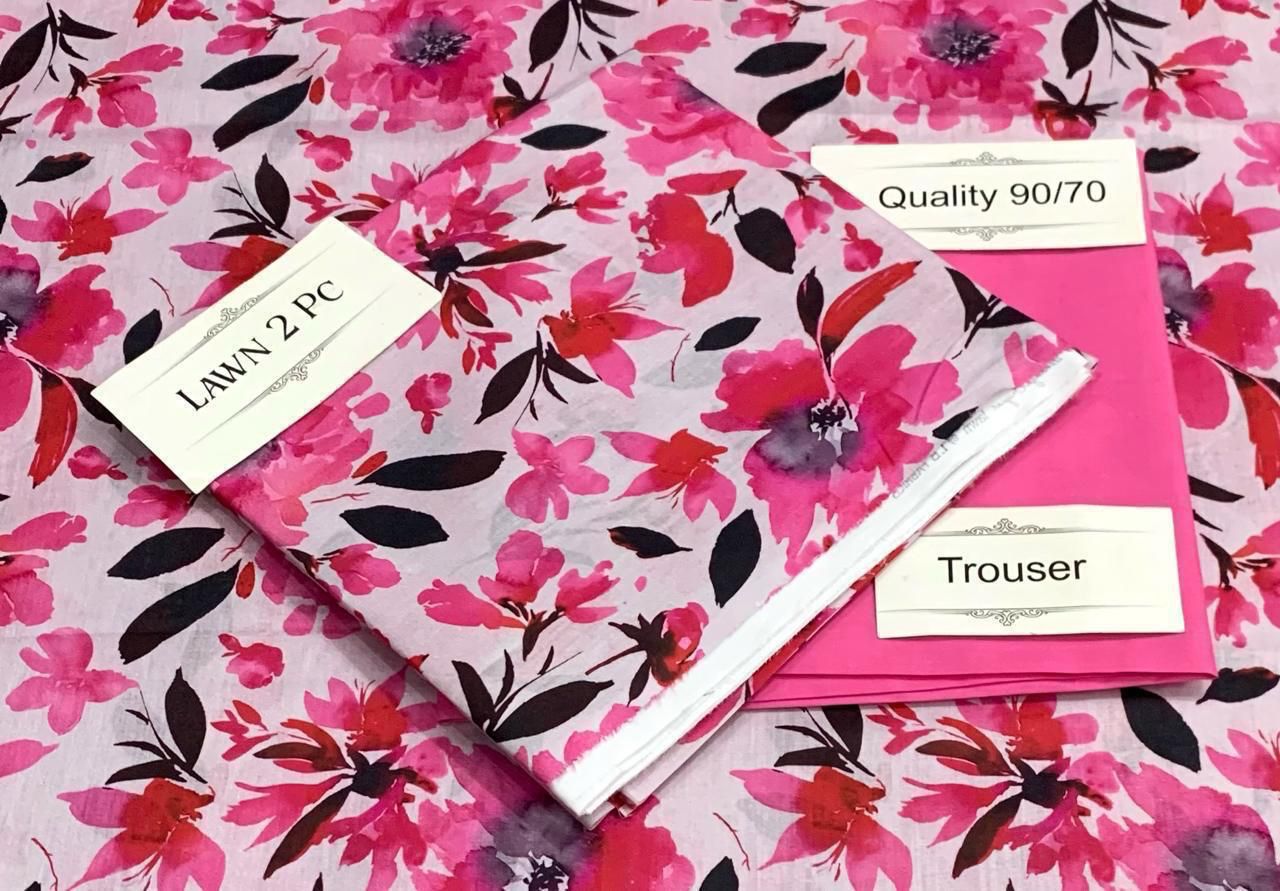 LAWN 2 PC
Quality 90/70
Trouser